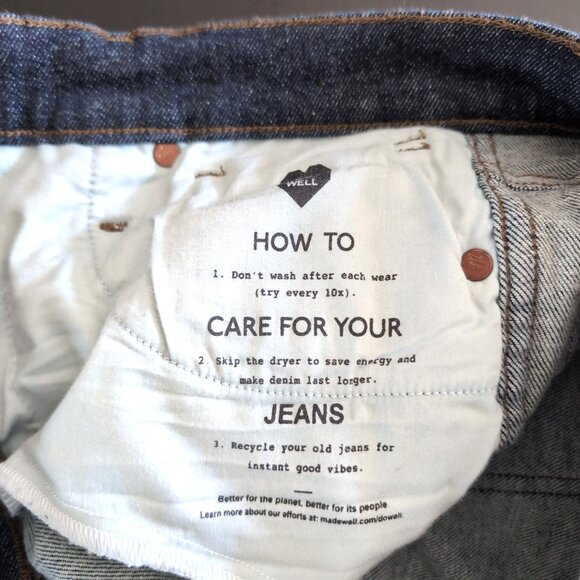 WELL
HOW TO
1. Don't wash after each wear
(try every 10x).
CARE FOR YOUR
2. Skip the dryer to save energy and
make denim last longer.
JEANS
3. Recycle your old jeans for
instant good vibes.
Better for the planet, better for its people.
Learn more about our efforts at: madewell.com/dowell.